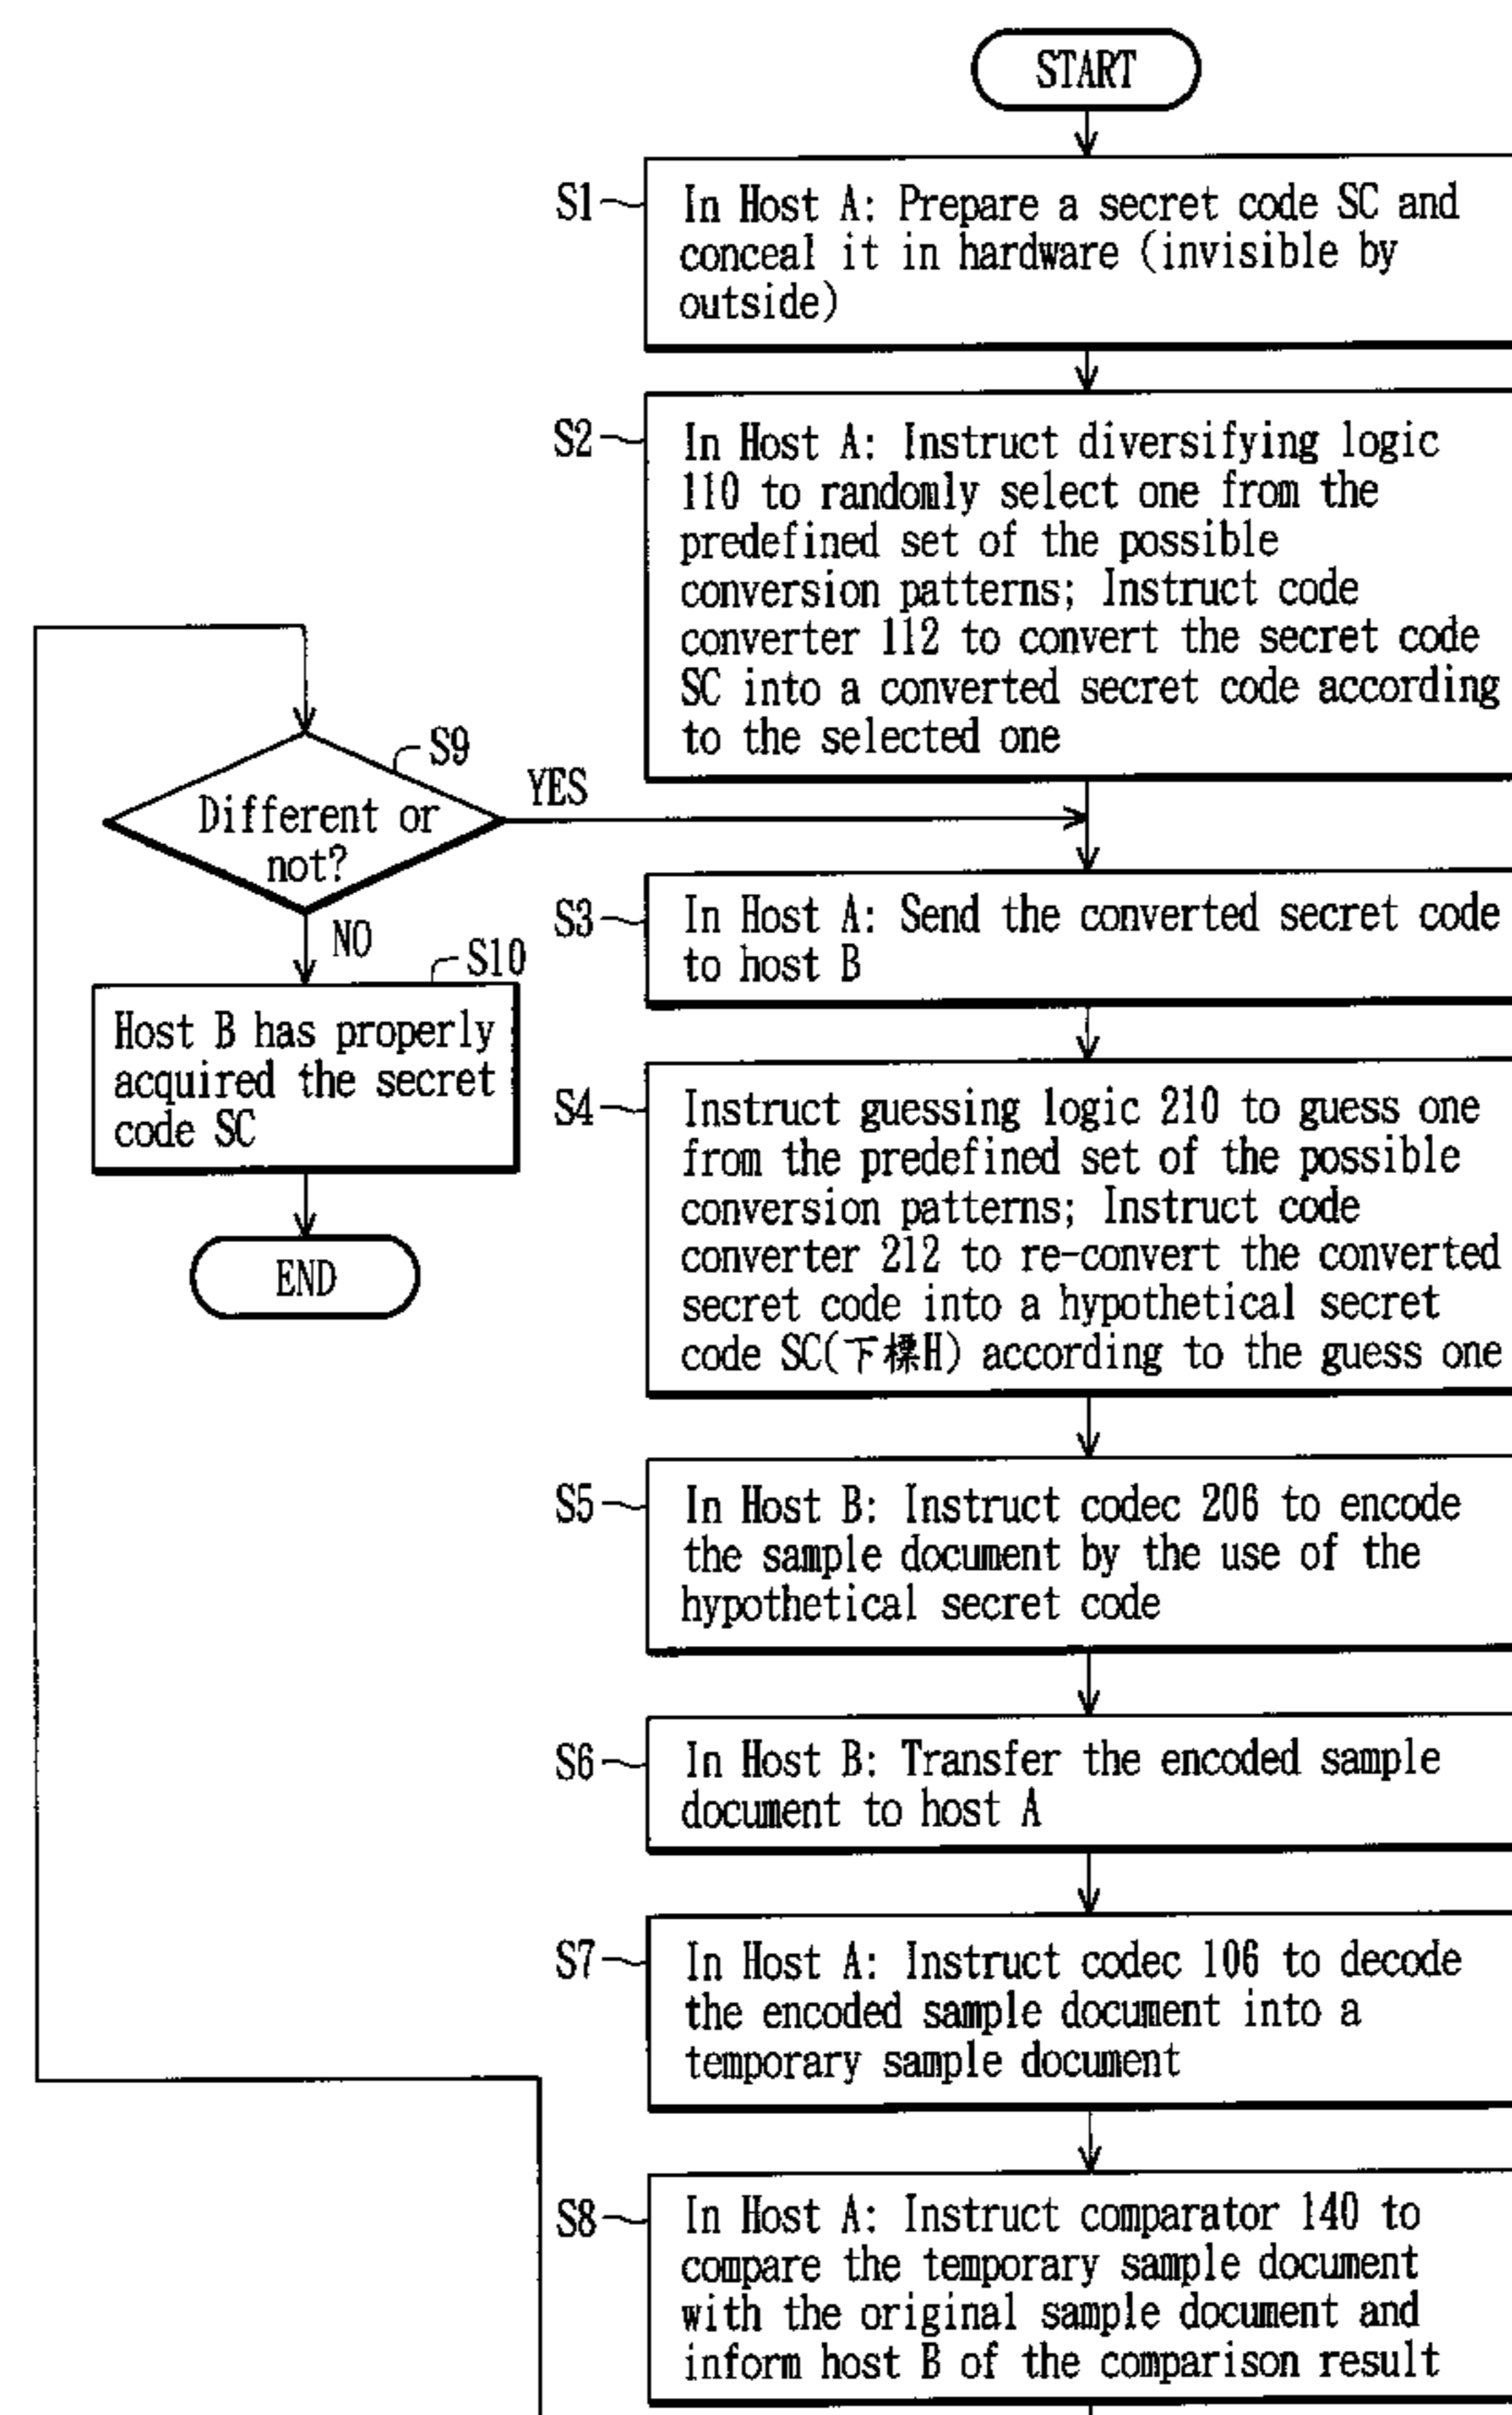 START
S1
In Host A: Prepare a secret code SC and
conceal it in hardware (invisible by
outside)
S2
In Host A: Instruct diversifying logic
110 to randomly select one from the
predefined set of the possible
conversion patterns; Instruct code
converter 112 to convert the secret code
SC into a converted secret code according
to the selected one
S9
Different or
not?
YES
NO
S3
In Host A: Send the converted secret code
to host B
S10
Host B has properly
acquired the secret
code SC
END
S4
Instruct guessing logic 210 to guess one
from the predefined set of the possible
conversion patterns; Instruct code
converter 212 to re-convert the converted
secret code into a hypothetical secret
code SC(下標H) according to the guess one
S5
In Host B: Instruct codec 206 to encode
the sample document by the use of the
hypothetical secret code
S6
In Host B: Transfer the encoded sample
document to host A
S7
In Host A: Instruct codec 106 to decode
the encoded sample document into a
temporary sample document
S8
In Host A: Instruct comparator 140 to
compare the temporary sample document
with the original sample document and
inform host B of the comparison result